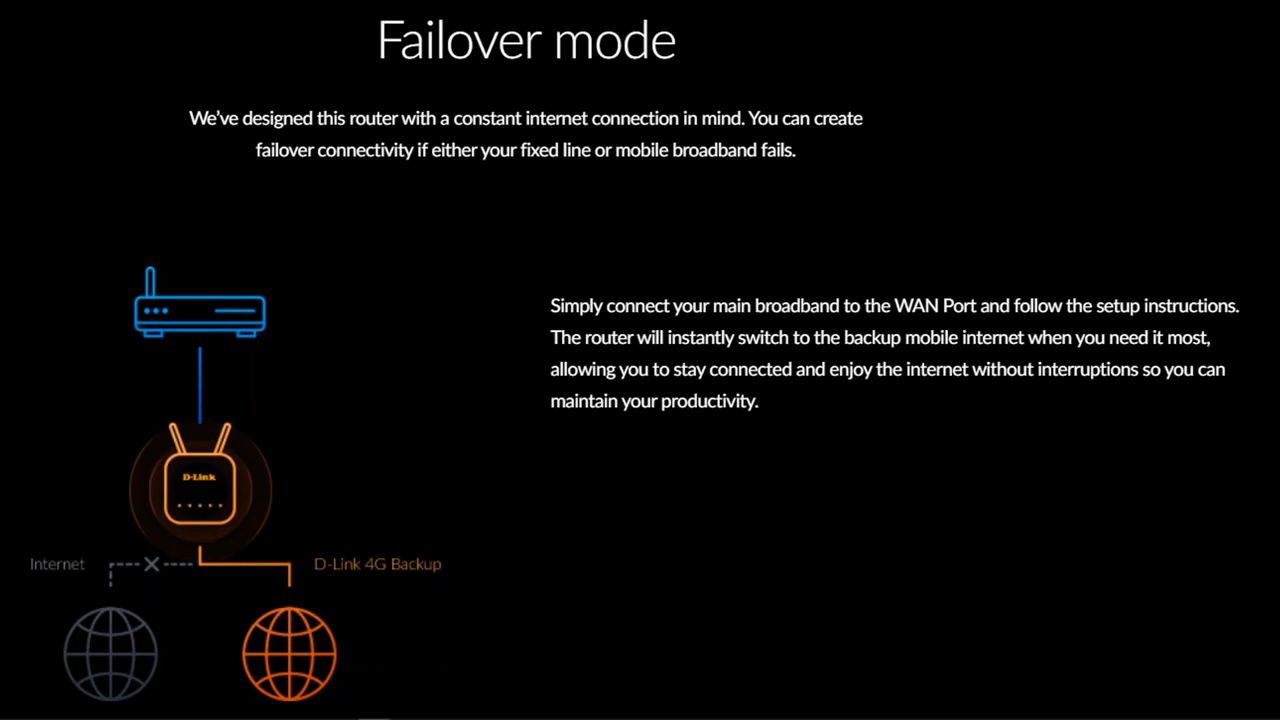 Failover mode
We've designed this router with a constant internet connection in mind. You can create
failover connectivity if either your fixed line or mobile broadband fails.
Simply connect your main broadband to the WAN Port and follow the setup instructions.
The router will instantly switch to the backup mobile internet when you need it most,
allowing you to stay connected and enjoy the internet without interruptions so you can
maintain your productivity.
D-Link
Internet
D-Link 4G Backup